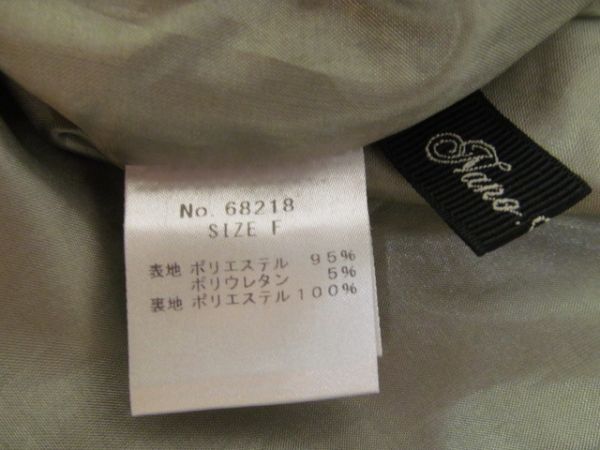 No. 68218
SIZE F
表地 ポリエステル 95%
ポリウレタン 5%
裏地 ポリエステル 100%
Nano.